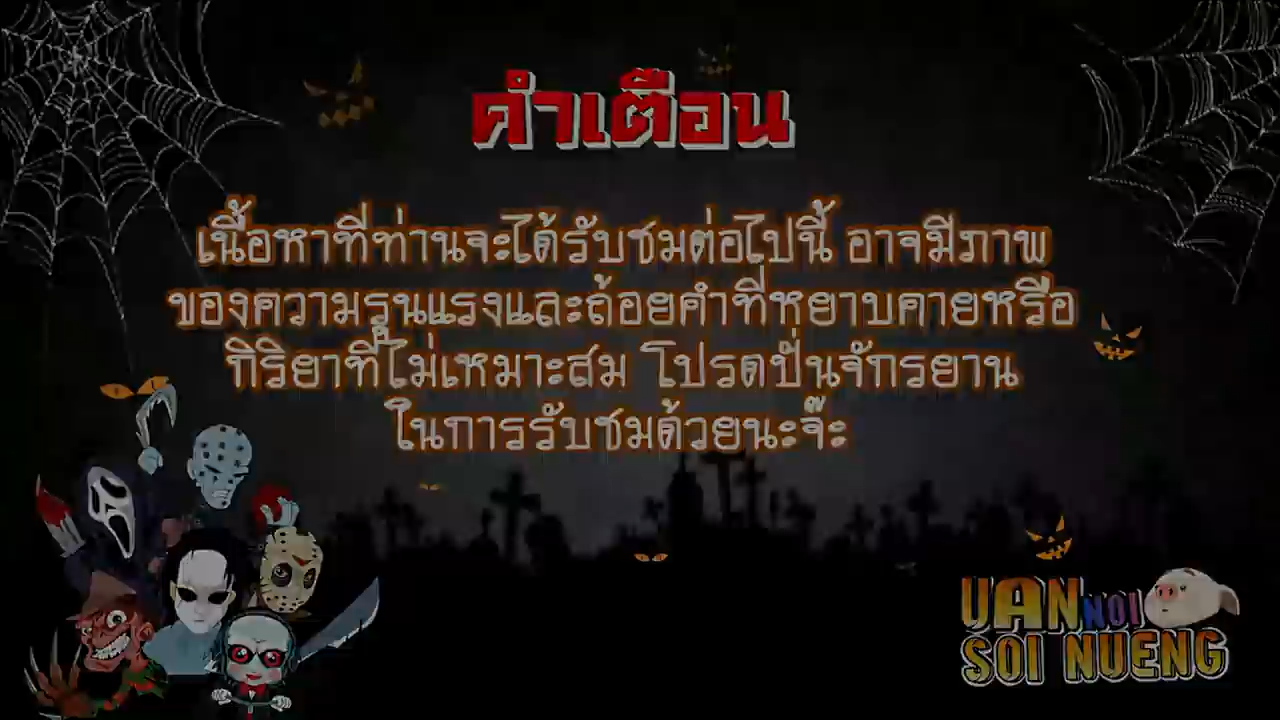 คำเตือน
เนื้อหาที่ท่านจะได้รับชมต่อไปนี้ อาจมีภาพ
ของความรุนแรงและถ้อยคำที่หยาบคายหรือ
กิริยาที่ไม่เหมาะสม โปรดปั่นจักรยาน
ในการรับชมด้วยนะจ๊ะ
UAN NOI
SOI NUENG